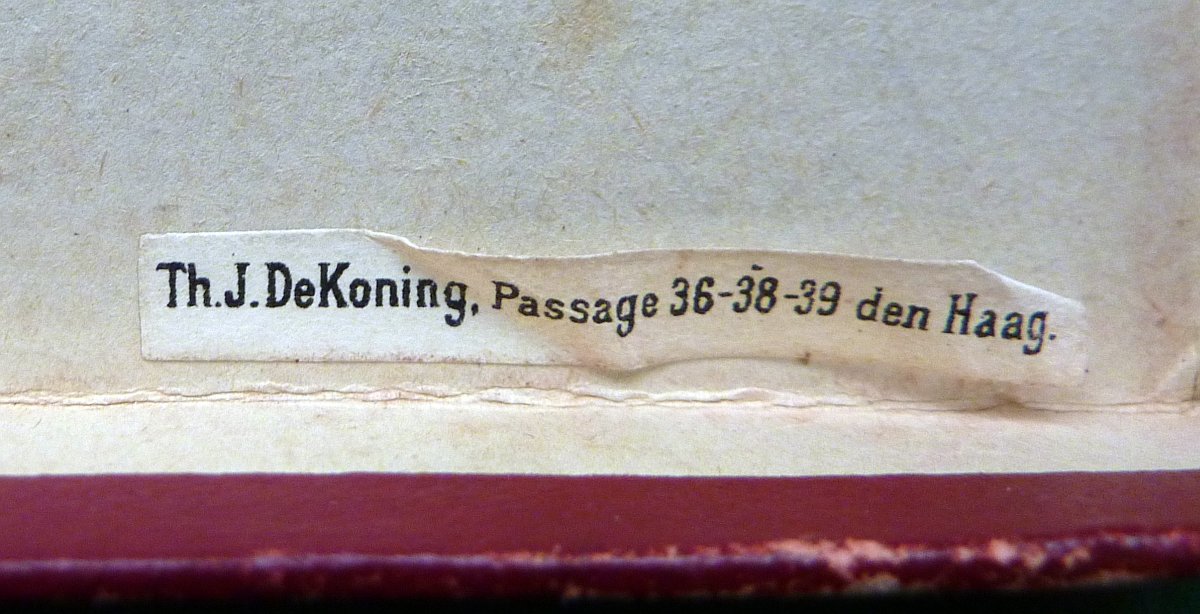 Th. J. DeKoning, Passage 36-38-39 den Haag.